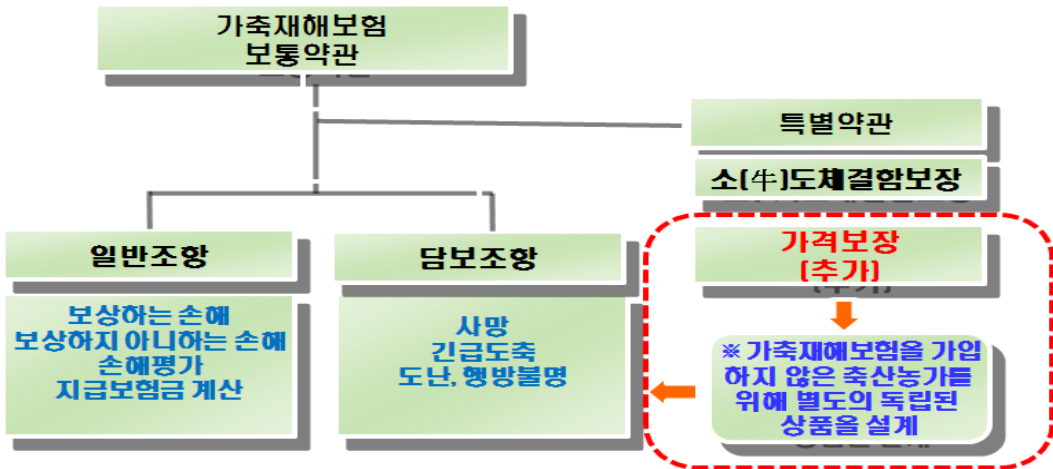 가축재해보험
보통약관
특별약관
소(牛)도체결함보장
일반조항
담보조항
가격보장
(추가)
보상하는 손해
보상하지 아니하는 손해
손해평가
지급보험금 계산
사망
긴급도축
도난, 행방불명
※ 가축재해보험을 가입
하지 않은 축산농가를
위해 별도의 독립된
상품을 설계